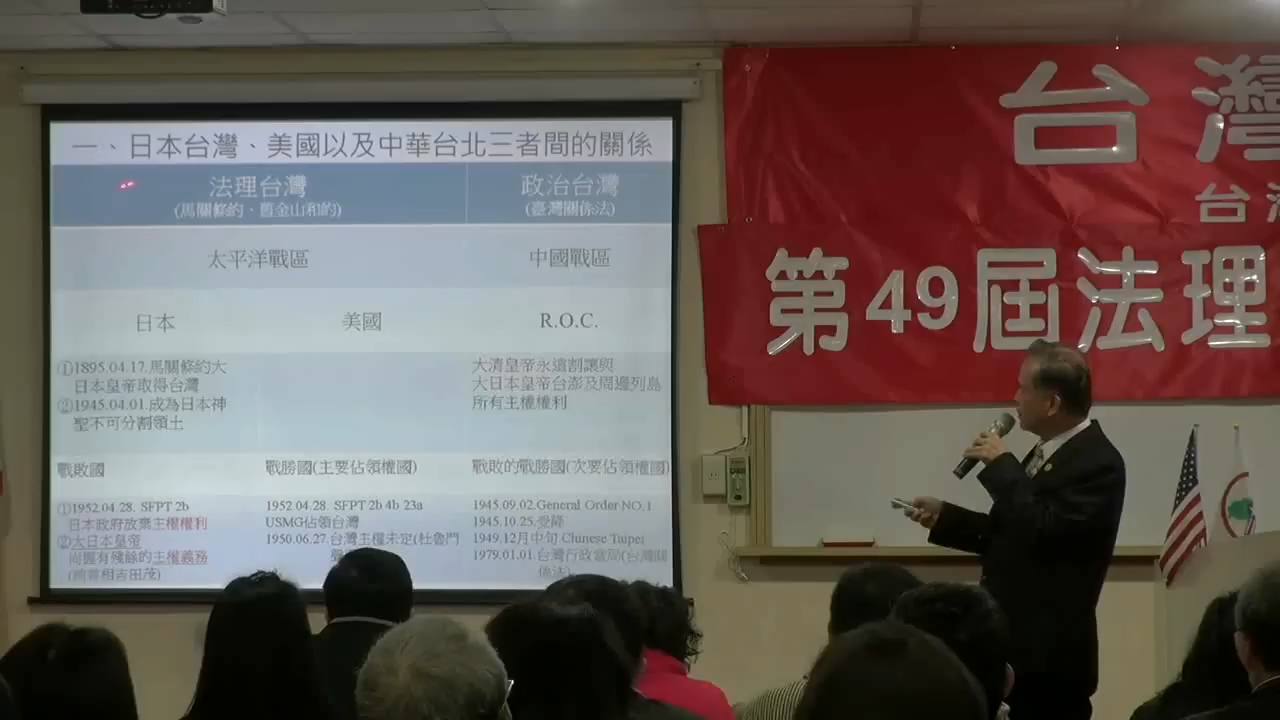 一、日本台灣、美國以及中華台北三者間的關係
法理台灣
(馬關條約、舊金山和約)
政治台灣
(臺灣關係法)
太平洋戰區
中國戰區
日本
美國
R.O.C.
①1895.04.17.馬關條約大
日本皇帝取得台灣
②1945.04.01.成為日本神
聖不可分割領土
大清皇帝永遠割讓與
大日本皇帝台澎及周邊列島
所有主權權利
戰敗國
戰勝國(主要佔領權國)
戰敗的戰勝國(次要佔領權國)
①1952.04.28. SFPT 2b
日本政府放棄主權權利
②大日本皇帝
尚握有殘餘的主權義務
(前首相吉田茂)
1952.04.28. SFPT 2b 4b 23a
USMG佔領台灣
1950.06.27.台灣主權未定(杜魯門
1945.09.02.General Order NO.1
1945.10.25.受降
1949.12月中旬 Chinese Taipei
1979.01.01.台灣行政當局(台灣關
係法)
台灣
台灣
第49屆法理